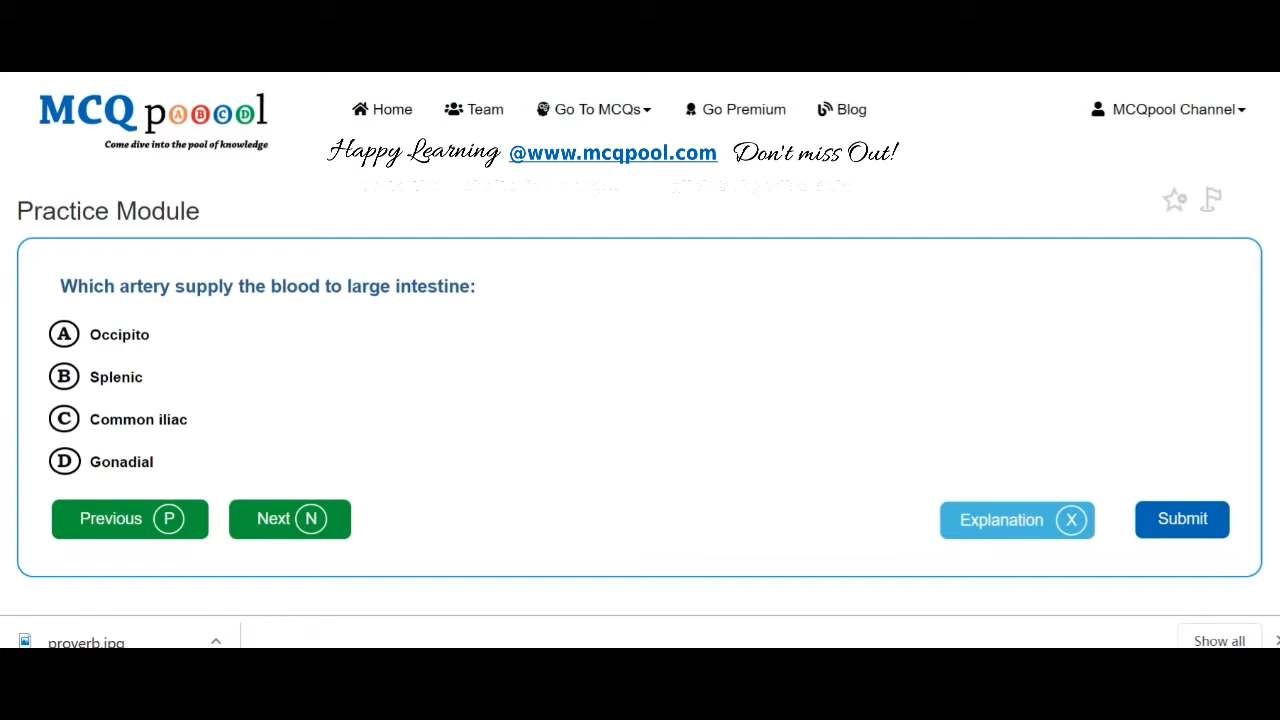 MCQ pABCDl
Come dive into the pool of knowledge
Home Team Go To MCQs Go Premium Blog MCQpool Channel
Happy Learning @www.mcqpool.com Don't miss Out!
Practice Module
Which artery supply the blood to large intestine:
A Occipito
B Splenic
C Common iliac
D Gonadial
Previous P Next N Explanation X Submit
proverb.jpg Show all